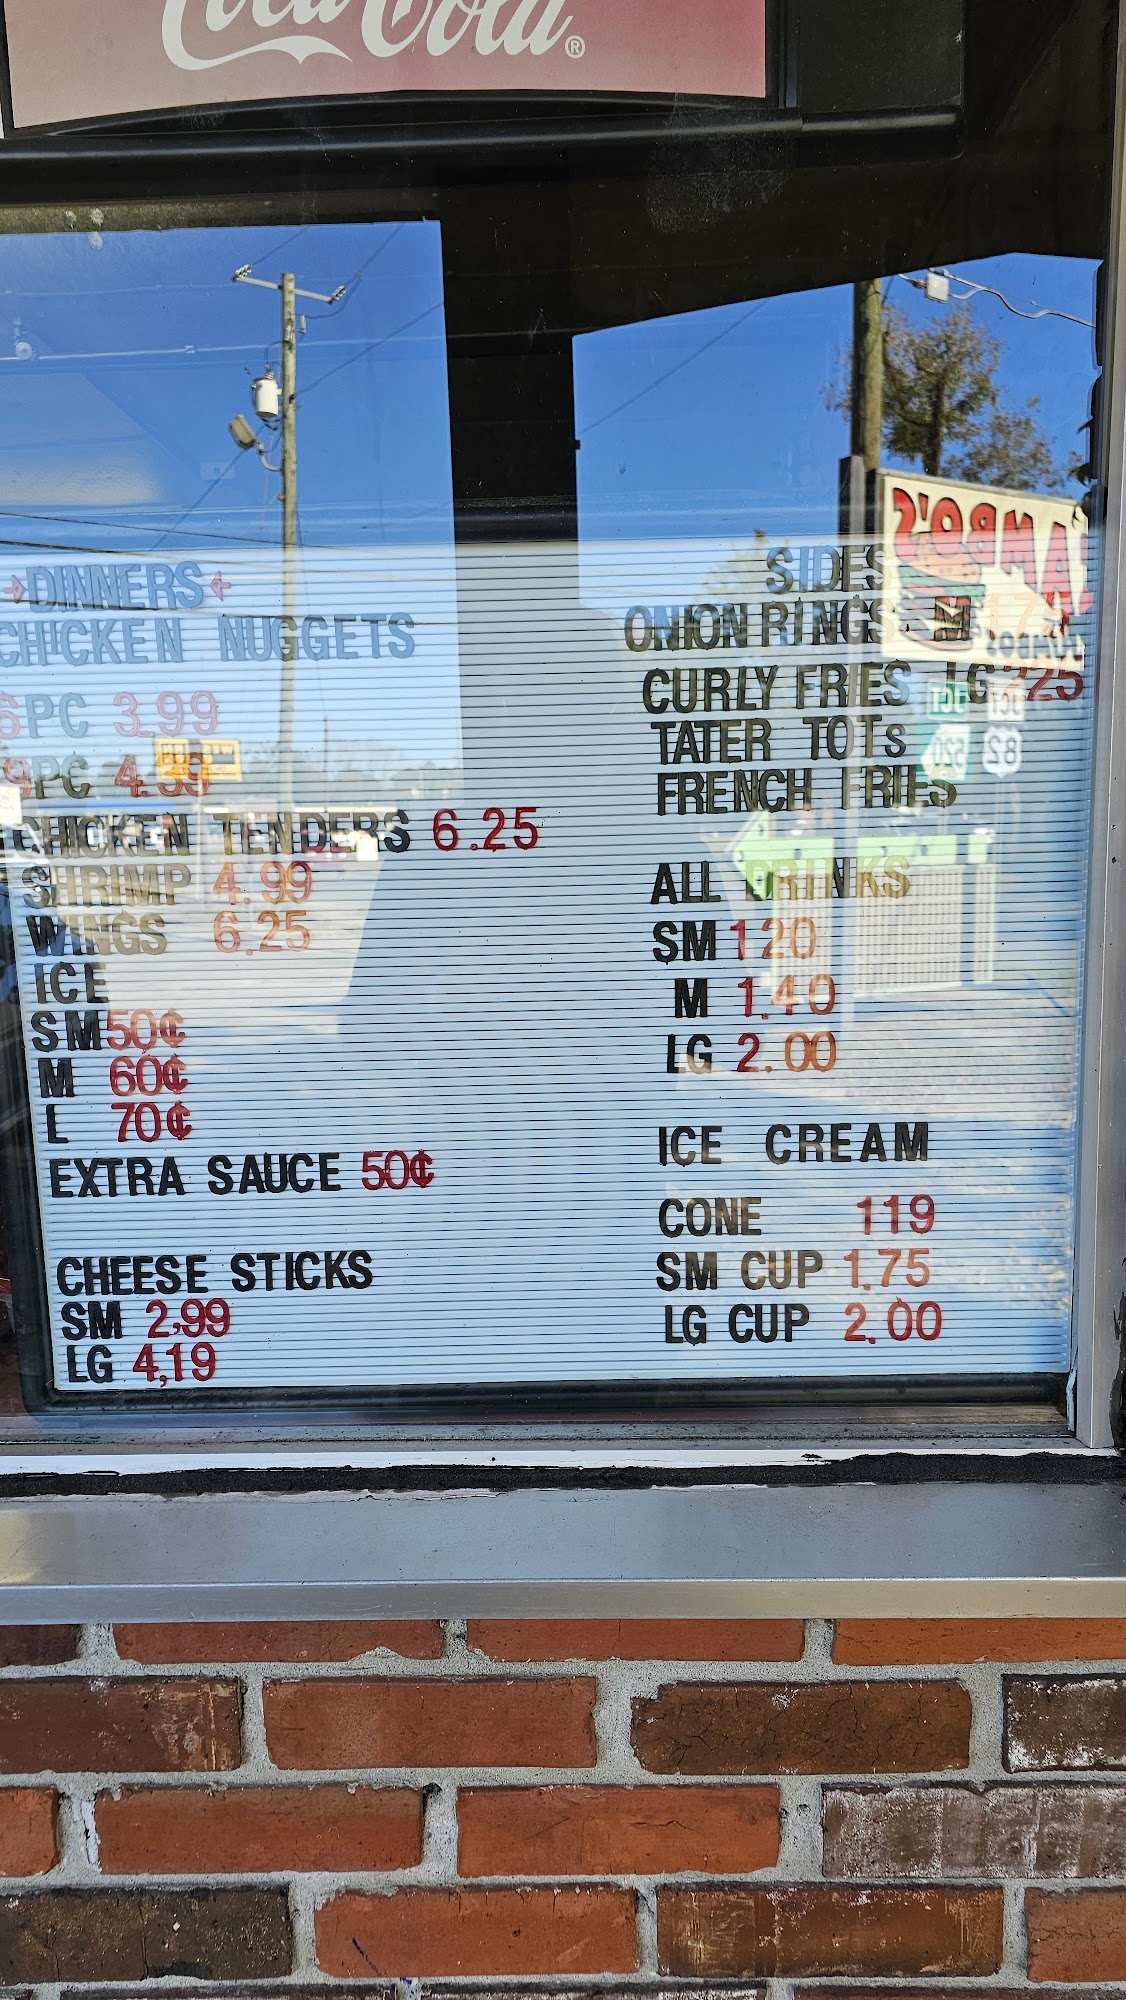 Coca-Cola®
DINNERS
CHICKEN NUGGETS
6PC 3.99
9PC 4.99
CHICKEN TENDERS 6.25
SHRIMP 4.99
WINGS 6.25
ICE
SM 50¢
M 60¢
L 70¢
EXTRA SAUCE 50¢
CHEESE STICKS
SM 2,99
LG 4,19
SIDES
ONION RINGS M
CURLY FRIES LG 225
TATER TOTs
FRENCH FRIES
ALL DRINKS
SM 120
M 1.40
LG 2.00
ICE CREAM
CONE 119
SM CUP 1.75
LG CUP 2.00